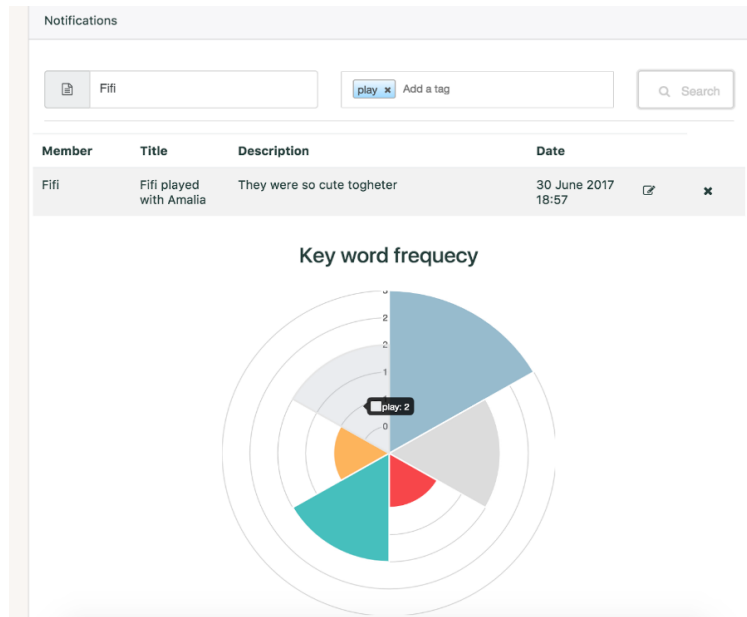 Notifications
Fifi
play × Add a tag
Search
Member Title Description Date
Fifi Fifi played They were so cute togheter 30 June 2017
with Amalia 18:57
Key word frequecy
3
2
2
1
play: 2
0